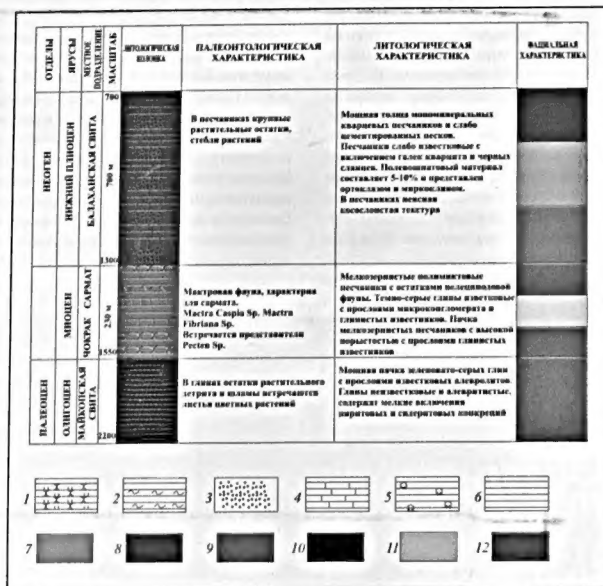 ОТДЕЛЫ
ЯРУСЫ
МЕСТНОЕ
ПОДРАЗДЕЛЕНИЕ
МАСШТАБ
ЛИТОЛОГИЧЕСКАЯ
КОЛОНКА
ПАЛЕОНТОЛОГИЧЕСКАЯ
ХАРАКТЕРИСТИКА
ЛИТОЛОГИЧЕСКАЯ
ХАРАКТЕРИСТИКА
ФАЦИАЛЬНАЯ
ХАРАКТЕРИСТИКА
НЕОГЕН
НИЖНИЙ ПЛИОЦЕН
БАЛАХАНСКАЯ СВИТА
700
700 м
1300
В песчаниках крупные
растительные остатки,
стебли растений
Мощная толща мономинеральных
кварцевых песчаников и слабо
цементированных песков.
Песчаники слабо известковые с
включением галек кварцита и черных
сланцев. Полевошпатовый материал
составляет 5-10% и представлен
ортоклазом и микроклином.
В песчаниках неясная
косослоистая текстура
МИОЦЕН
ЧОКРАК САРМАТ
230 м
1550
Мактровая фауна, характерна
для сармата.
Mactra Caspia Sp. Mactra
Fibriana Sp.
Встречается представители
Pecten Sp.
Мелкозернистые полимиктовые
песчаники с остатками пелециподовой
фауны. Темно-серые глины известковые
с прослоями микроконгломерата и
глинистых известняков. Пачка
мелкозернистых песчаников с высокой
пористостью с прослоями глинистых
известняков
ПАЛЕОЦЕН
ОЛИГОЦЕН
МАЙКОПСКАЯ
СВИТА
2200
В глинах остатки растительного
детрита и шламы встречаются
листья цветных растений
Мощная пачка зеленовато-серых глин
с прослоями известковых алевролитов.
Глины неизвестковые и алевритистые,
содержат мелкие включения
пиритовых и сидеритовых конкреций
1 2 3 4 5 6
7 8 9 10 11 12